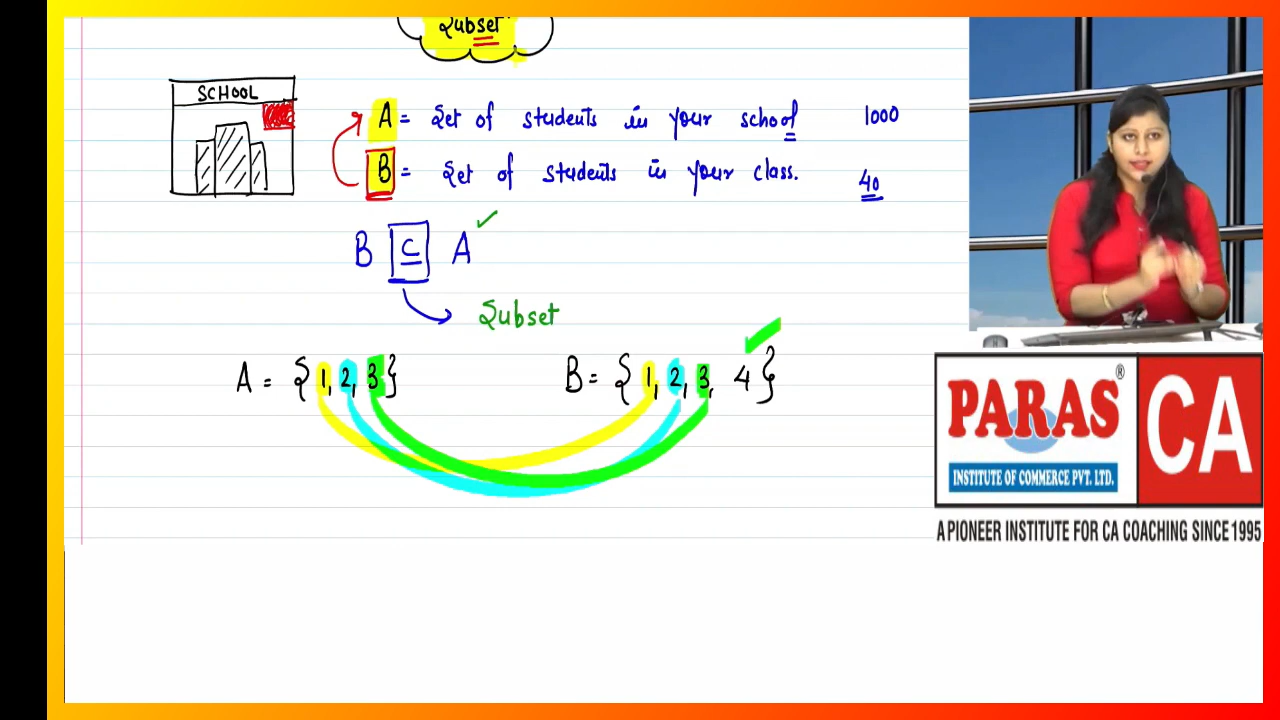 Subset
SCHOOL
A = Set of students in your school 1000
B = Set of students in your class. 40
B ⊆ A ✓
Subset
A = {1, 2, 3} B = {1, 2, 3, 4}
PARAS®
INSTITUTE OF COMMERCE PVT. LTD.
CA
A PIONEER INSTITUTE FOR CA COACHING SINCE 1995